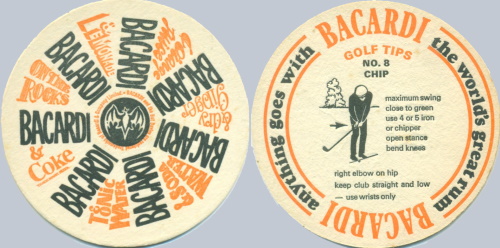 BACARDI
& Coke
BACARDI
ON THE
ROCKS
BACARDI
& LEMONADE
BACARDI
& orange
juice
BACARDI
& dry
Ginger
BACARDI
& SODA
WATER
BACARDI
& TONIC
WATER
BACARDI
anything goes with BACARDI the world's great rum BACARDI
GOLF TIPS
NO. 8
CHIP
maximum swing
close to green
use 4 or 5 iron
or chipper
open stance
bend knees
right elbow on hip
keep club straight and low
— use wrists only